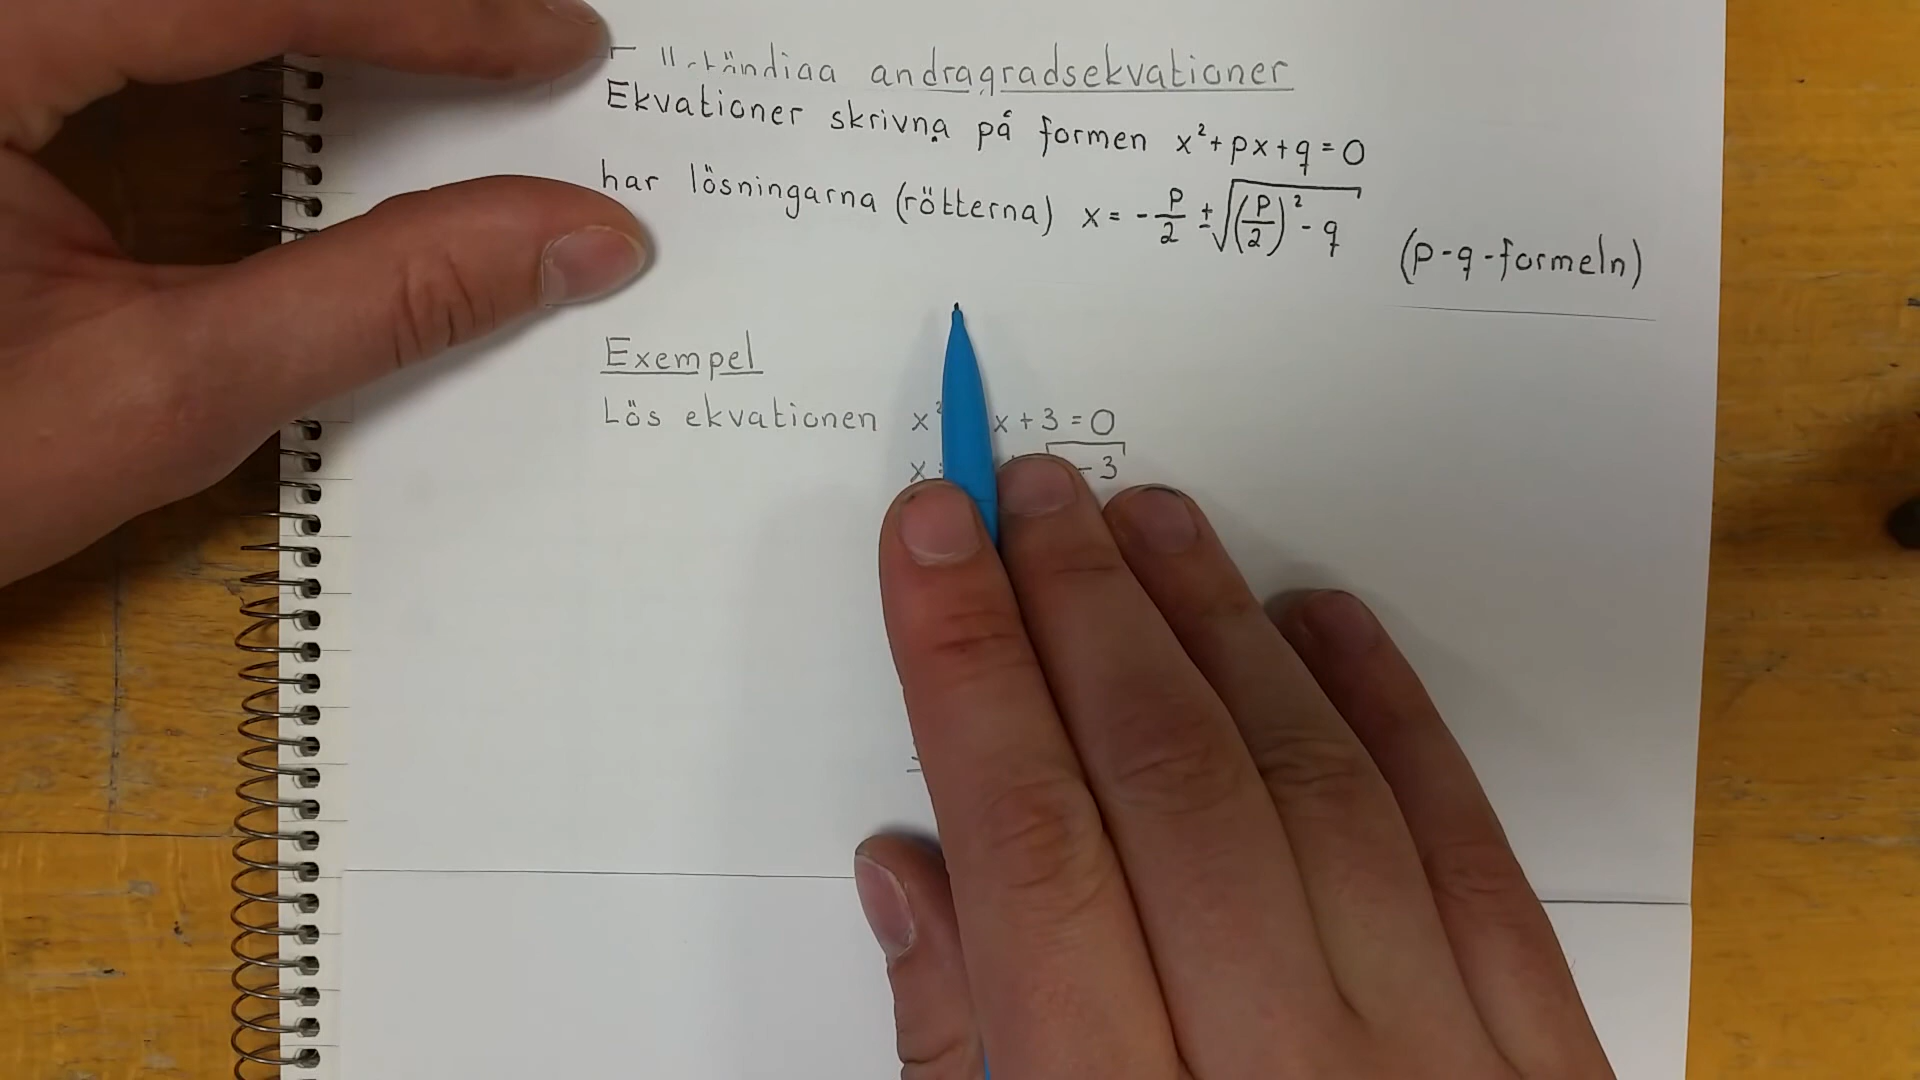 andragradsekvationer
Ekvationer skrivna på formen x²+px+q=0
har lösningarna (rötterna) x = -p/2 ± √((p/2)² - q) (p-q-formeln)
Exempel
Lös ekvationen x² x + 3 = 0
x - 3